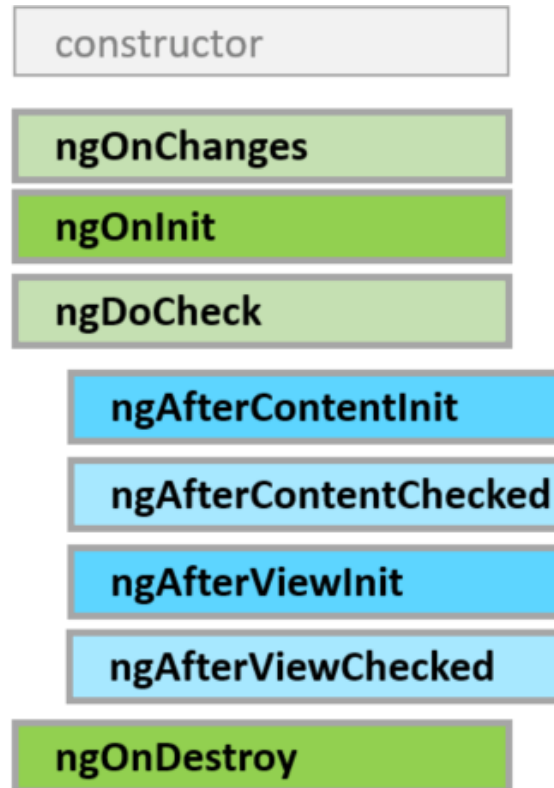 constructor
ngOnChanges
ngOnInit
ngDoCheck
ngAfterContentInit
ngAfterContentChecked
ngAfterViewInit
ngAfterViewChecked
ngOnDestroy